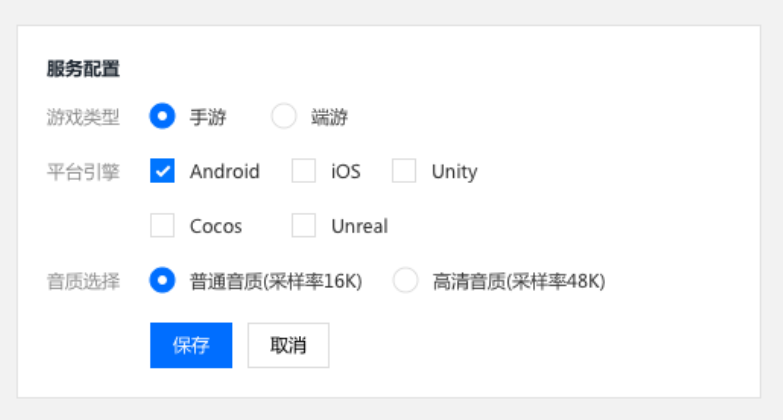 服务配置
游戏类型 手游 端游
平台引擎 Android iOS Unity
Cocos Unreal
音质选择 普通音质(采样率16K) 高清音质(采样率48K)
保存 取消